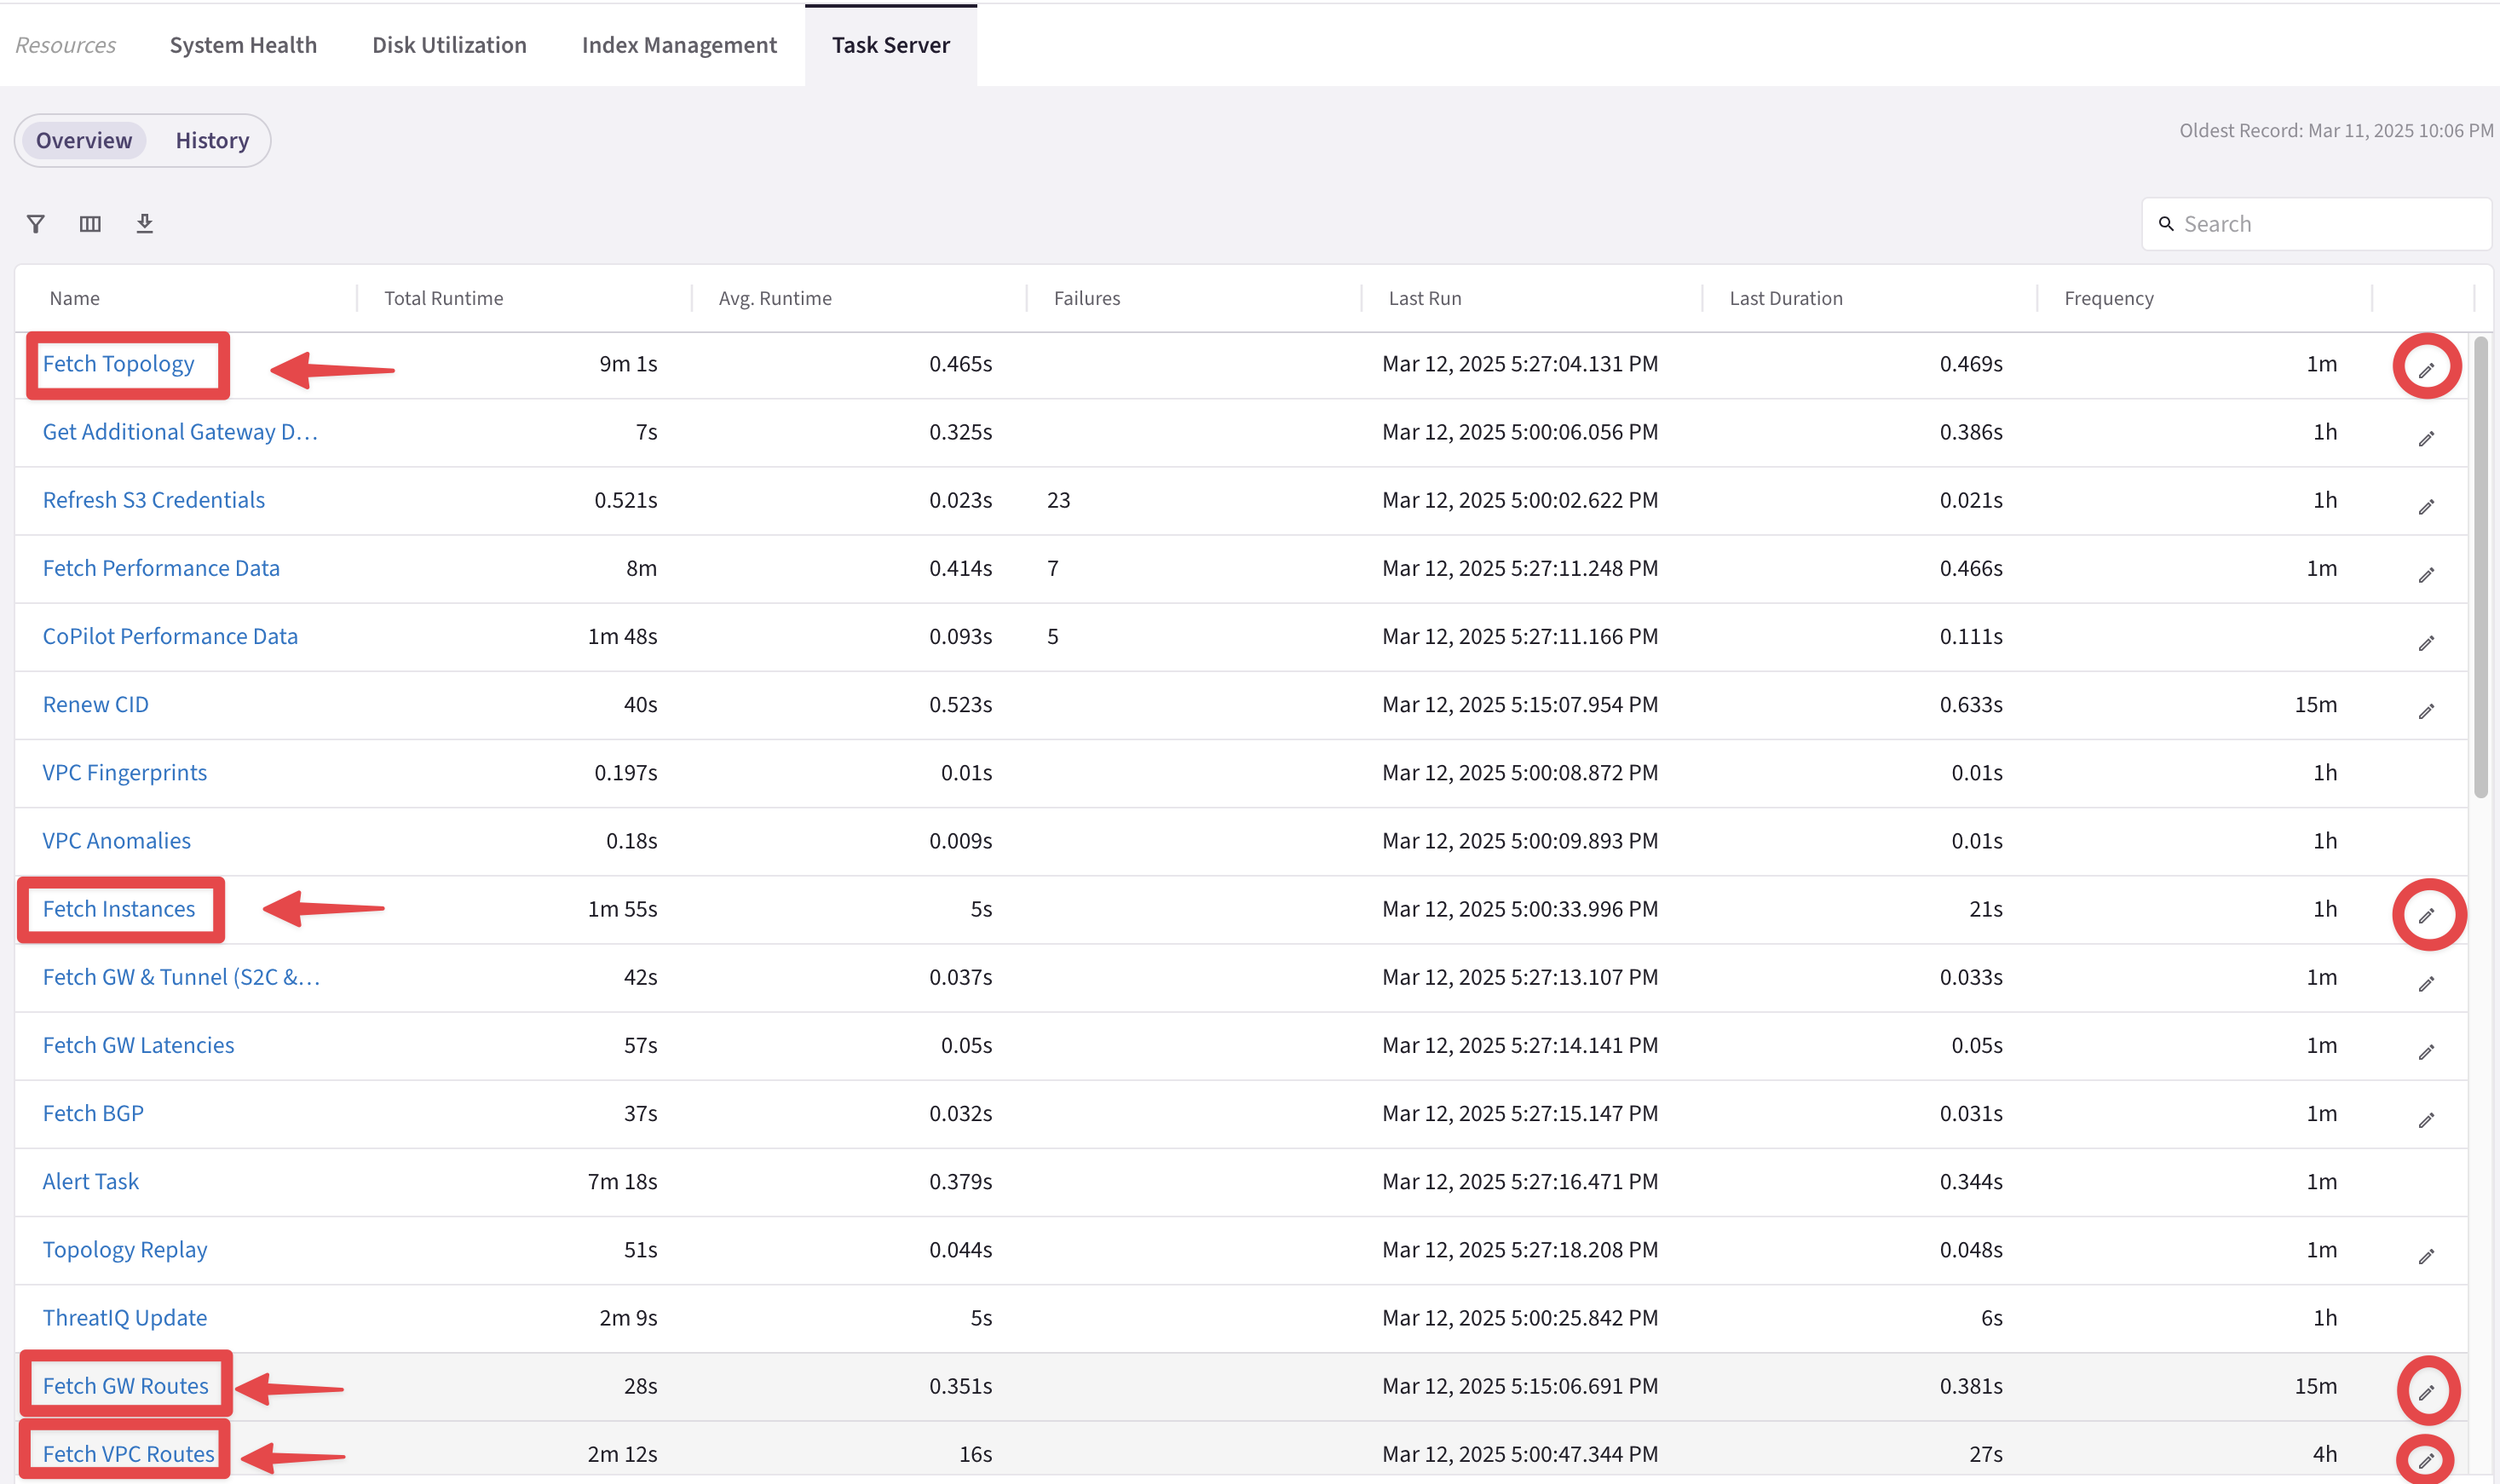 Resources System Health Disk Utilization Index Management Task Server
Overview History Oldest Record: Mar 11, 2025 10:06 PM
Search
Name Total Runtime Avg. Runtime Failures Last Run Last Duration Frequency
Fetch Topology 9m 1s 0.465s Mar 12, 2025 5:27:04.131 PM 0.469s 1m
Get Additional Gateway D… 7s 0.325s Mar 12, 2025 5:00:06.056 PM 0.386s 1h
Refresh S3 Credentials 0.521s 0.023s 23 Mar 12, 2025 5:00:02.622 PM 0.021s 1h
Fetch Performance Data 8m 0.414s 7 Mar 12, 2025 5:27:11.248 PM 0.466s 1m
CoPilot Performance Data 1m 48s 0.093s 5 Mar 12, 2025 5:27:11.166 PM 0.111s
Renew CID 40s 0.523s Mar 12, 2025 5:15:07.954 PM 0.633s 15m
VPC Fingerprints 0.197s 0.01s Mar 12, 2025 5:00:08.872 PM 0.01s 1h
VPC Anomalies 0.18s 0.009s Mar 12, 2025 5:00:09.893 PM 0.01s 1h
Fetch Instances 1m 55s 5s Mar 12, 2025 5:00:33.996 PM 21s 1h
Fetch GW & Tunnel (S2C &… 42s 0.037s Mar 12, 2025 5:27:13.107 PM 0.033s 1m
Fetch GW Latencies 57s 0.05s Mar 12, 2025 5:27:14.141 PM 0.05s 1m
Fetch BGP 37s 0.032s Mar 12, 2025 5:27:15.147 PM 0.031s 1m
Alert Task 7m 18s 0.379s Mar 12, 2025 5:27:16.471 PM 0.344s 1m
Topology Replay 51s 0.044s Mar 12, 2025 5:27:18.208 PM 0.048s 1m
ThreatIQ Update 2m 9s 5s Mar 12, 2025 5:00:25.842 PM 6s 1h
Fetch GW Routes 28s 0.351s Mar 12, 2025 5:15:06.691 PM 0.381s 15m
Fetch VPC Routes 2m 12s 16s Mar 12, 2025 5:00:47.344 PM 27s 4h